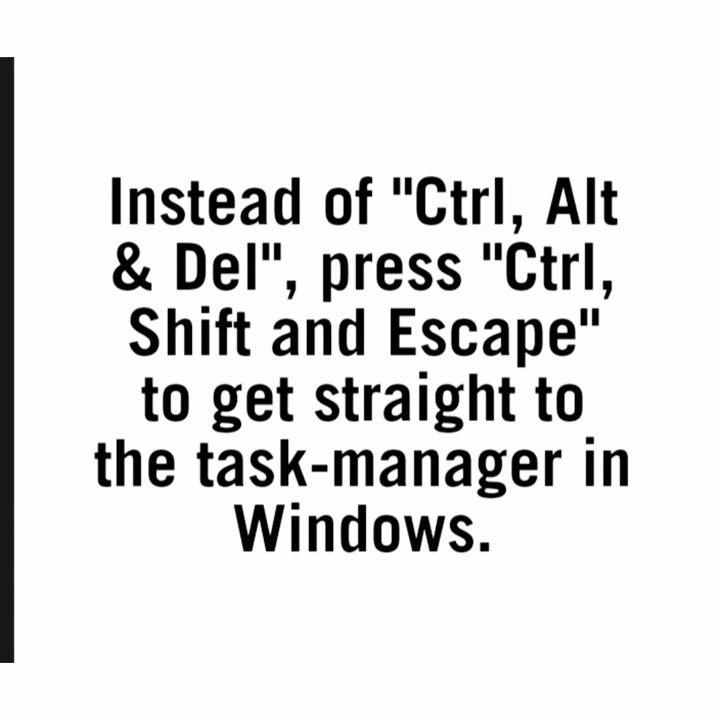 Instead of "Ctrl, Alt
& Del", press "Ctrl,
Shift and Escape"
to get straight to
the task-manager in
Windows.